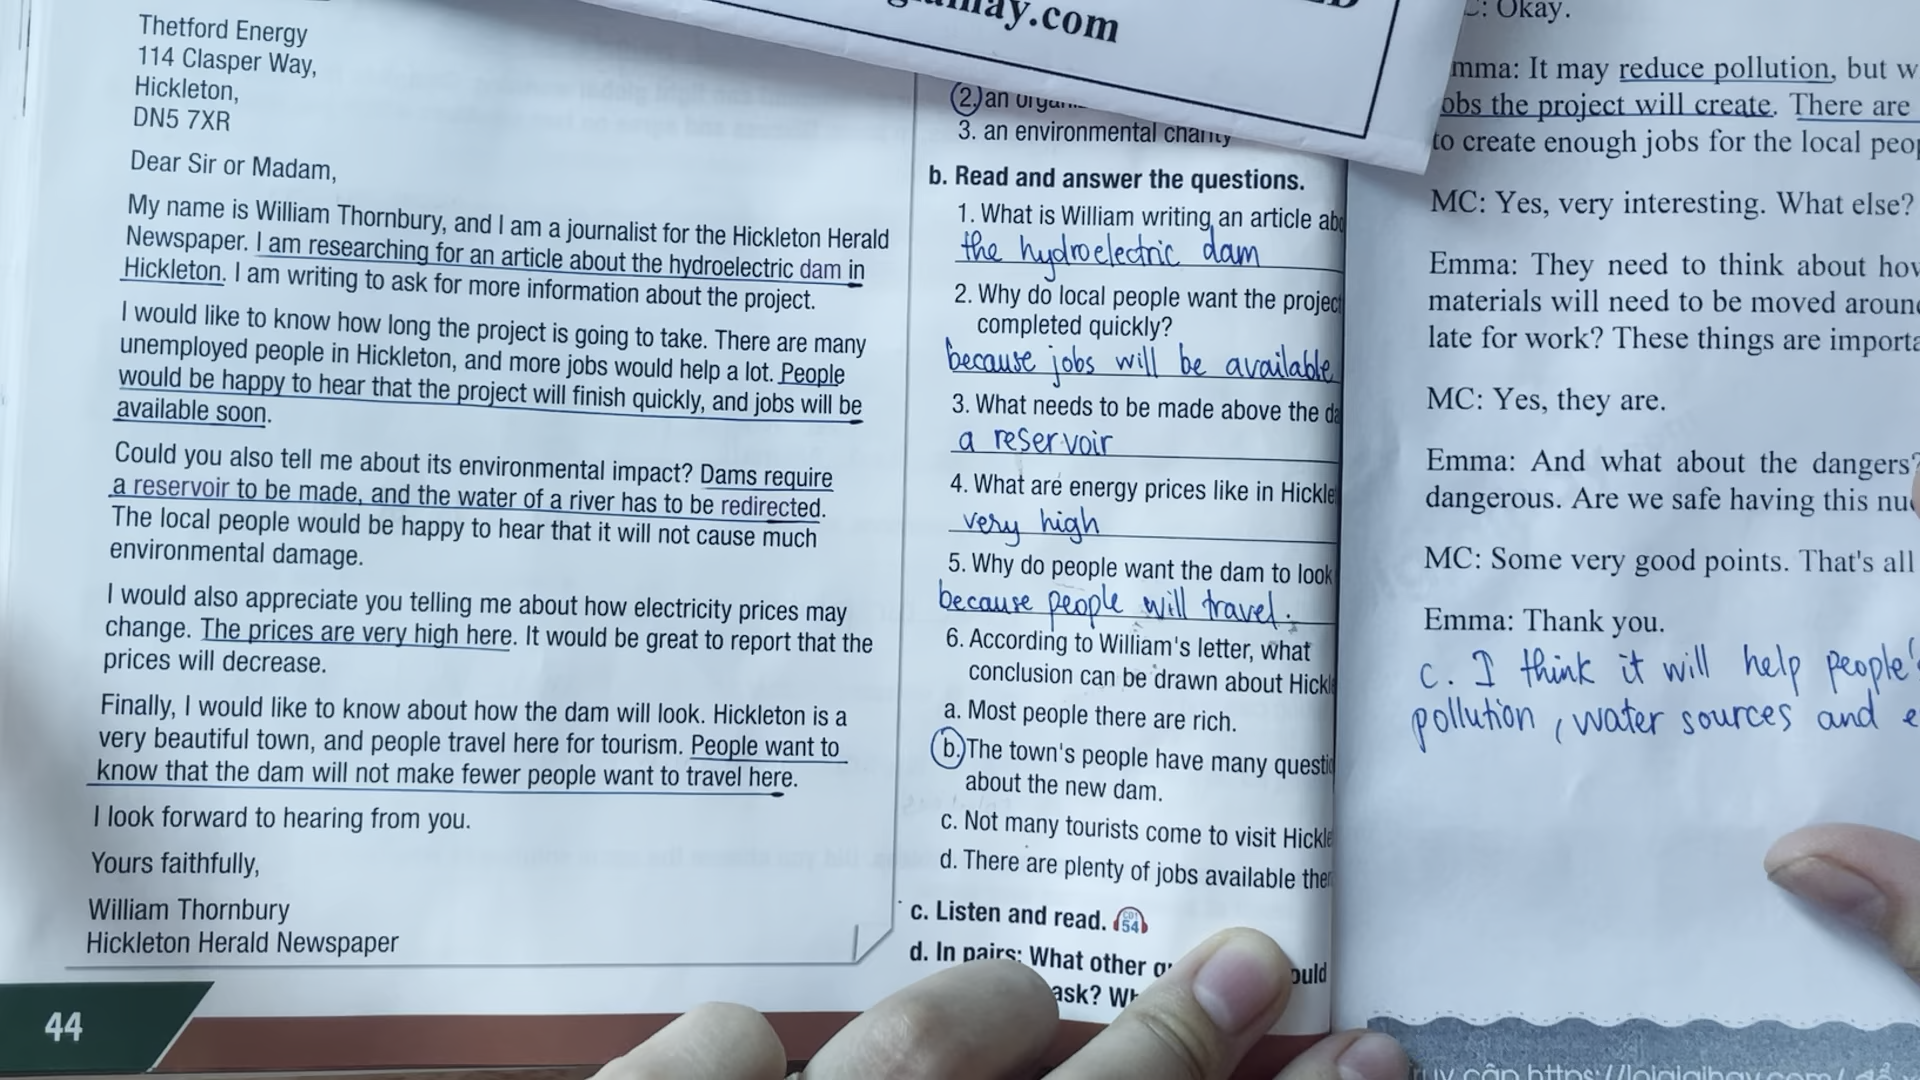 Thetford Energy
114 Clasper Way,
Hickleton,
DN5 7XR
Dear Sir or Madam,
My name is William Thornbury, and I am a journalist for the Hickleton Herald
Newspaper. I am researching for an article about the hydroelectric dam in
Hickleton. I am writing to ask for more information about the project.
I would like to know how long the project is going to take. There are many
unemployed people in Hickleton, and more jobs would help a lot. People
would be happy to hear that the project will finish quickly, and jobs will be
available soon.
Could you also tell me about its environmental impact? Dams require
a reservoir to be made, and the water of a river has to be redirected.
The local people would be happy to hear that it will not cause much
environmental damage.
I would also appreciate you telling me about how electricity prices may
change. The prices are very high here. It would be great to report that the
prices will decrease.
Finally, I would like to know about how the dam will look. Hickleton is a
very beautiful town, and people travel here for tourism. People want to
know that the dam will not make fewer people want to travel here.
I look forward to hearing from you.
Yours faithfully,
William Thornbury
Hickleton Herald Newspaper
44
2. an
3. an environmental charity
b. Read and answer the questions.
1. What is William writing an article
the hydroelectric dam
2. Why do local people want the
completed quickly?
because jobs will be available
3. What needs to be made above the
a reservoir
4. What are energy prices like in
very high
5. Why do people want the dam to look
because people will travel.
6. According to William's letter, what
conclusion can be drawn about
a. Most people there are rich.
b. The town's people have many
about the new dam.
c. Not many tourists come to visit
d. There are plenty of jobs available
c. Listen and read. CD1 54
d. In pairs: What other
ask?
: Okay.
: It may reduce pollution, but
the project will create. There are
to create enough jobs for the local
MC: Yes, very interesting. What else?
Emma: They need to think about
materials will need to be moved
late for work? These things are
MC: Yes, they are.
Emma: And what about the dangers?
dangerous. Are we safe having this
MC: Some very good points. That's all
Emma: Thank you.
c. I think it will help people's
pollution, water sources and